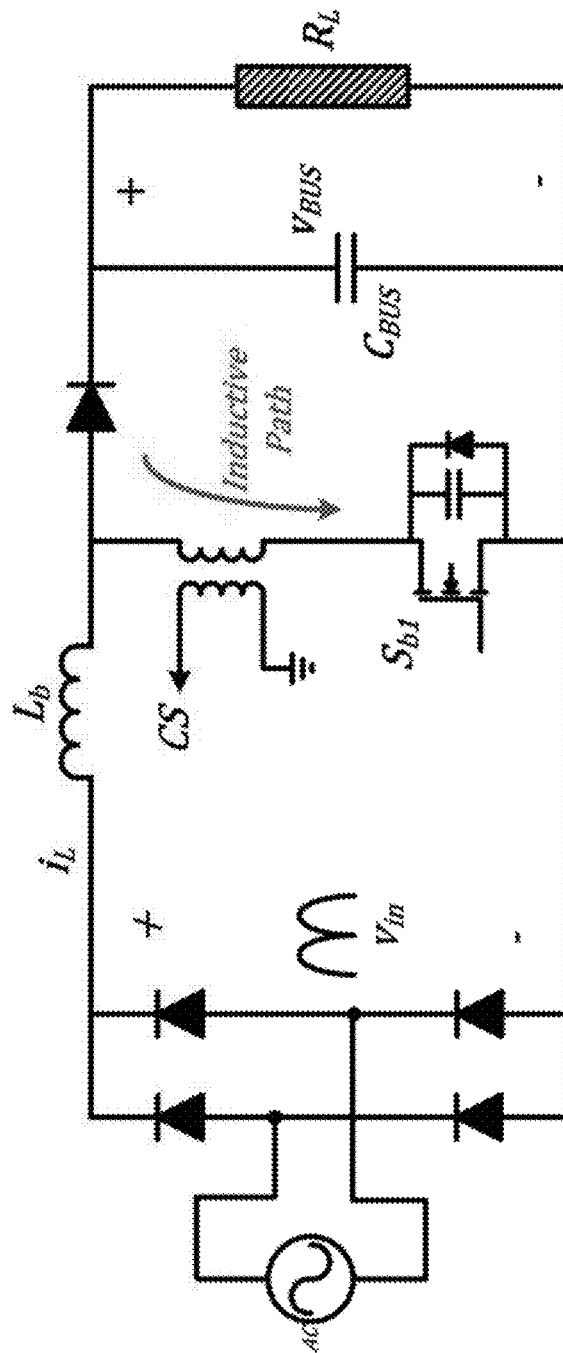 AC
+
v_in
-
i_L
L_b
CS
S_b1
Inductive
Path
C_BUS
+
v_BUS
-
R_L